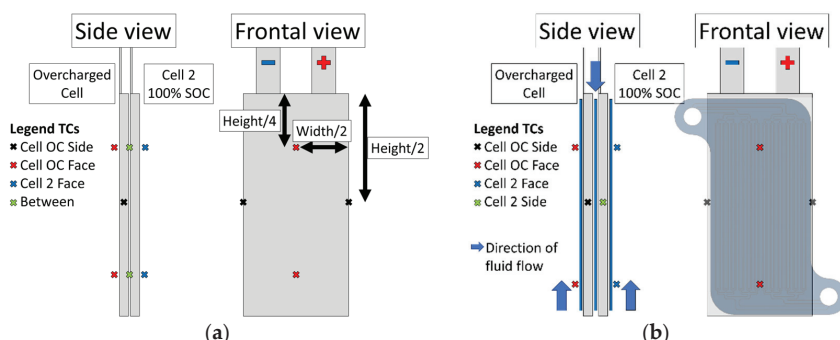 Side view
Frontal view
Overcharged
Cell
Cell 2
100% SOC
Legend TCs
Cell OC Side
Cell OC Face
Cell 2 Face
Between
−
+
Height/4
Width/2
Height/2
(a)
Side view
Frontal view
Overcharged
Cell
Cell 2
100% SOC
Legend TCs
Cell OC Side
Cell OC Face
Cell 2 Face
Cell 2 Side
Direction of
fluid flow
−
+
(b)